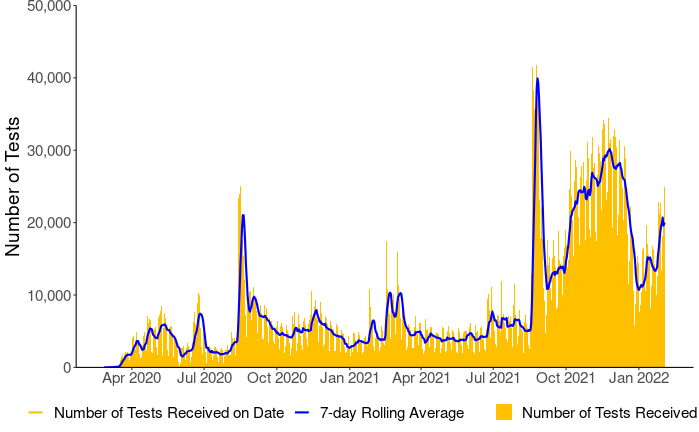 50,000
40,000
30,000
20,000
10,000
0
Number of Tests
Apr 2020 Jul 2020 Oct 2020 Jan 2021 Apr 2021 Jul 2021 Oct 2021 Jan 2022
Number of Tests Received on Date 7-day Rolling Average Number of Tests Received